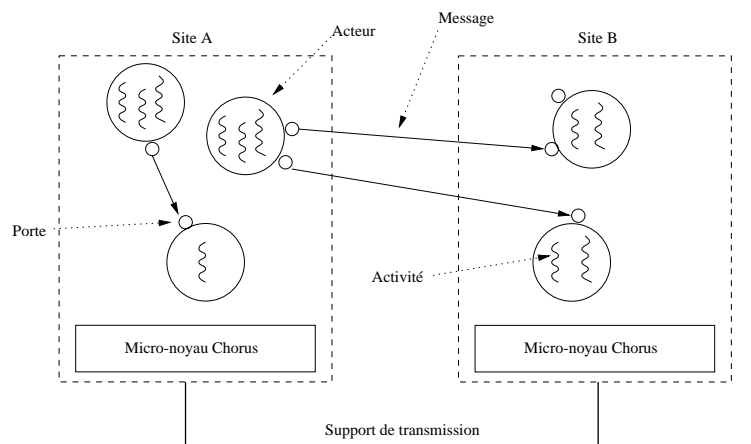 Message
Acteur
Site A
Site B
Porte
Activité
Micro-noyau Chorus
Micro-noyau Chorus
Support de transmission